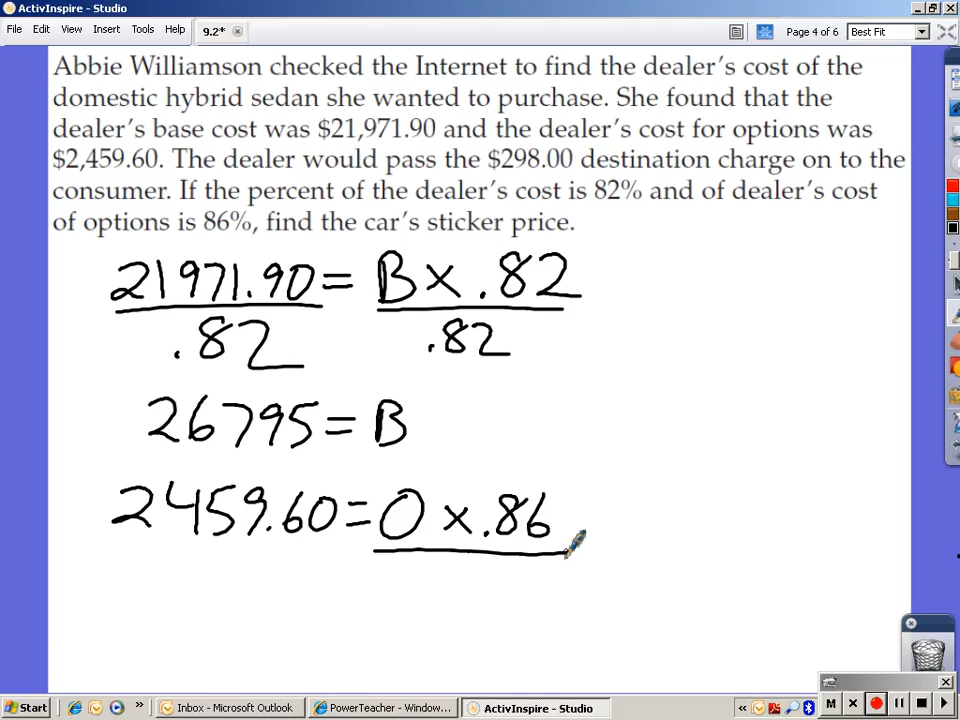 ActivInspire - Studio
File Edit View Insert Tools Help 9.2* Page 4 of 6 Best Fit
Abbie Williamson checked the Internet to find the dealer's cost of the
domestic hybrid sedan she wanted to purchase. She found that the
dealer's base cost was $21,971.90 and the dealer's cost for options was
$2,459.60. The dealer would pass the $298.00 destination charge on to the
consumer. If the percent of the dealer's cost is 82% and of dealer's cost
of options is 86%, find the car's sticker price.
21971.90 = B x .82
.82 .82
26795 = B
2459.60 = O x .86
Start Inbox - Microsoft Outlook PowerTeacher - Window... ActivInspire - Studio M